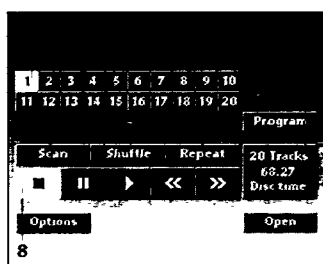 1 2 3 4 5 6 7 8 9 10
11 12 13 14 15 16 17 18 19 20
Program
Scan Shuffle Repeat
20 Tracks
68.27
Disc time
Options
Open
8